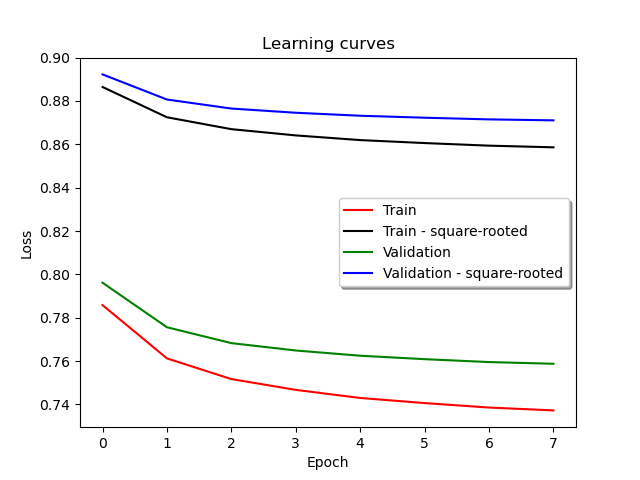 Learning curves
0.90
0.88
0.86
0.84
0.82
0.80
0.78
0.76
0.74
Loss
Train
Train - square-rooted
Validation
Validation - square-rooted
0 1 2 3 4 5 6 7
Epoch